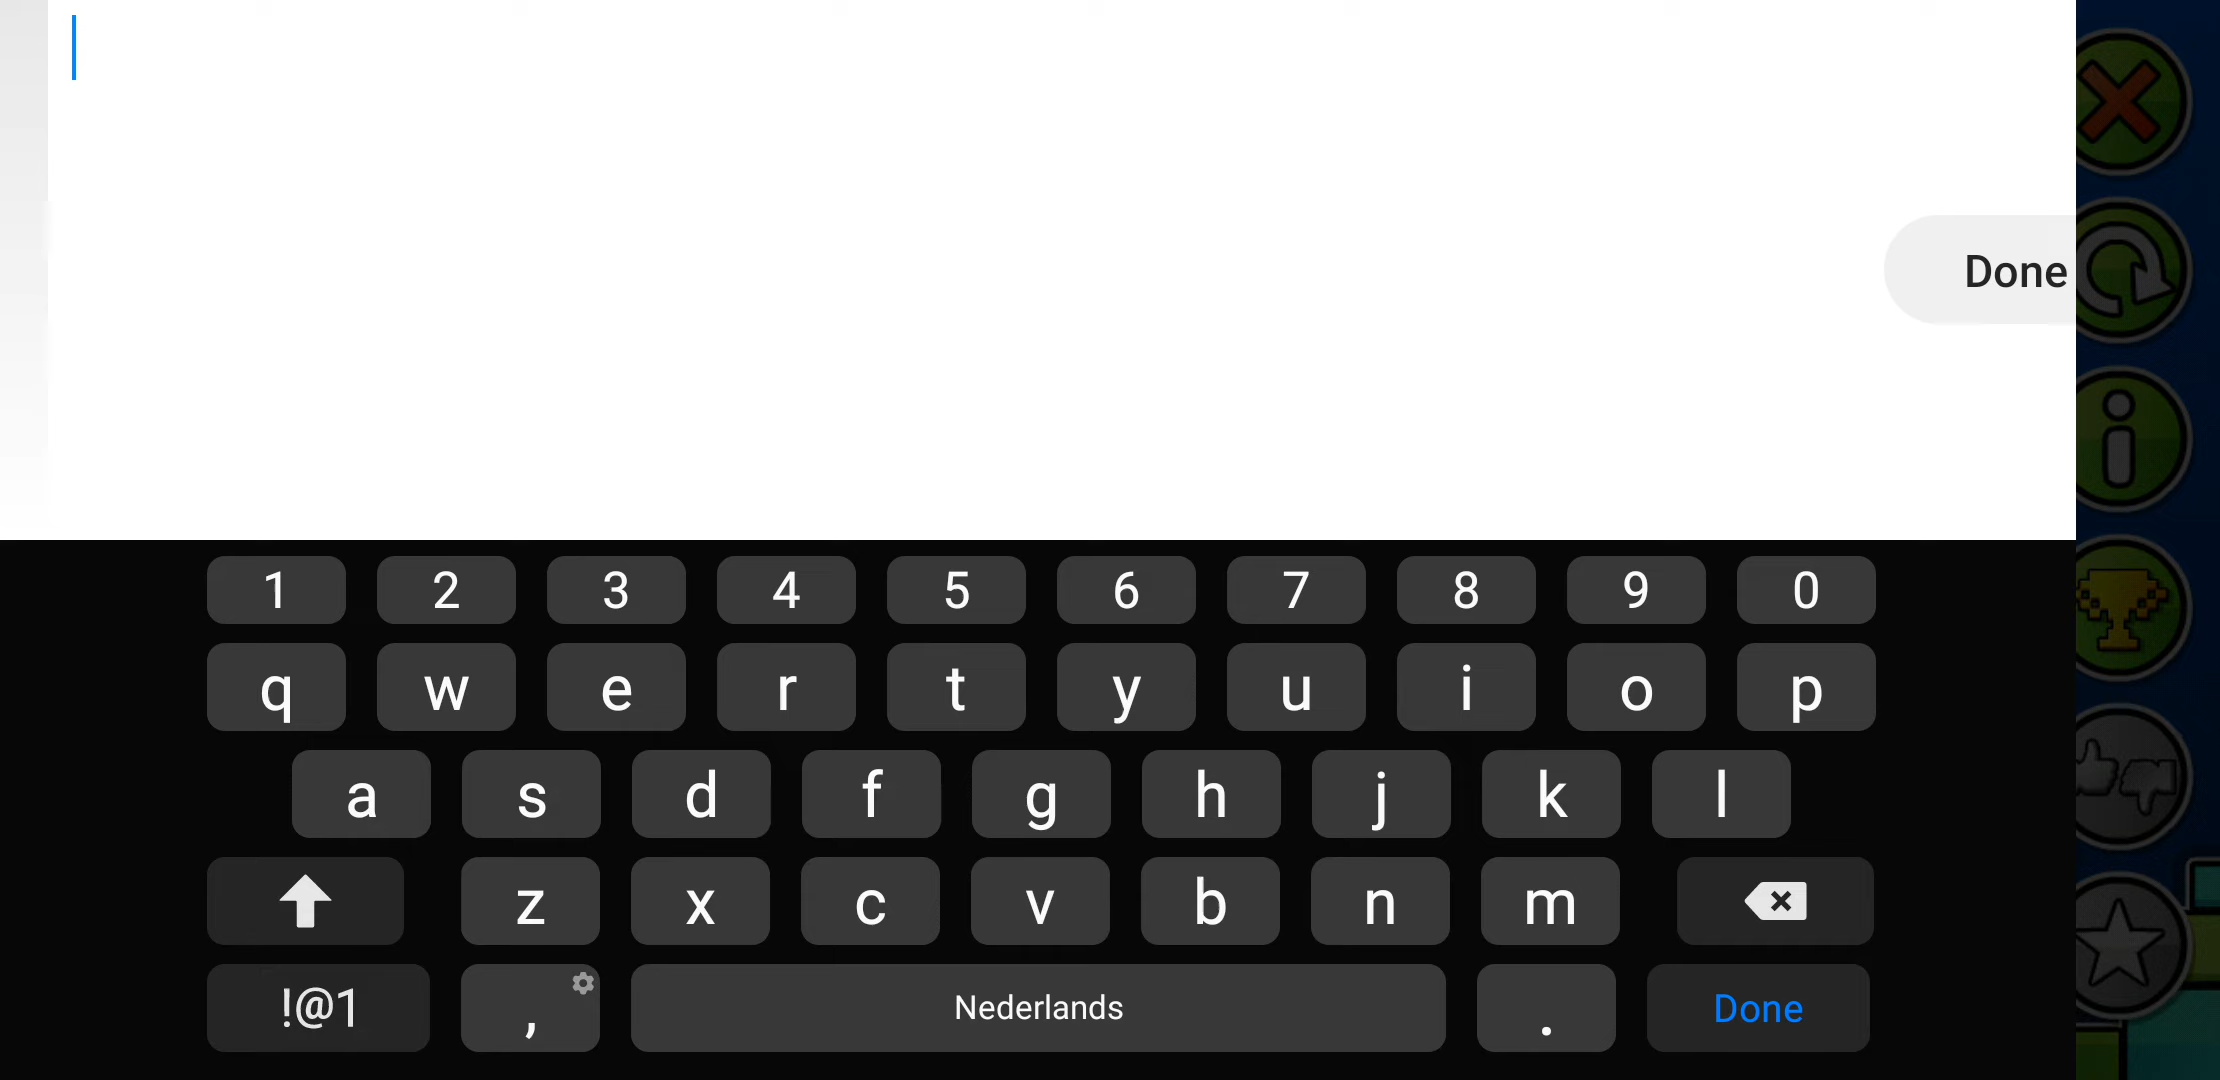 Done
1 2 3 4 5 6 7 8 9 0
q w e r t y u i o p
a s d f g h j k l
z x c v b n m
!@1 , Nederlands . Done